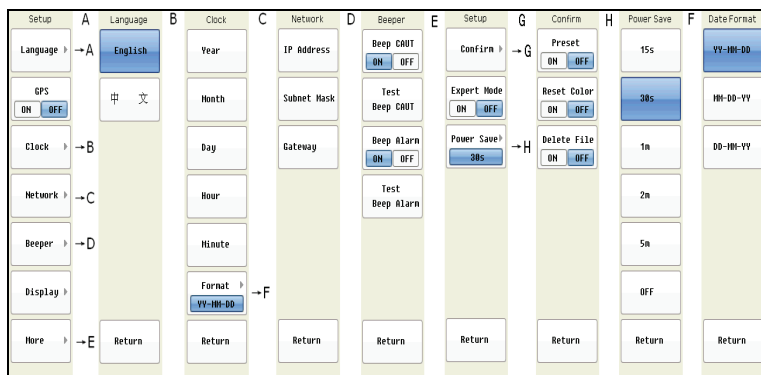 Setup
Language
→A
GPS
ON OFF
Clock
→B
Network
→C
Beeper
→D
Display
More
→E
A
Language
English
中 文
Return
B
Clock
Year
Month
Day
Hour
Minute
Format
YY-MM-DD
→F
Return
C
Network
IP Address
Subnet Mask
Gateway
Return
D
Beeper
Beep CAUT
ON OFF
Test
Beep CAUT
Beep Alarm
ON OFF
Test
Beep Alarm
Return
E
Setup
Confirm
→G
Expert Mode
ON OFF
Power Save
30s
→H
Return
G
Confirm
Preset
ON OFF
Reset Color
ON OFF
Delete File
ON OFF
Return
H
Power Save
15s
30s
1m
2m
5m
OFF
Return
F
Date Format
YY-MM-DD
MM-DD-YY
DD-MM-YY
Return